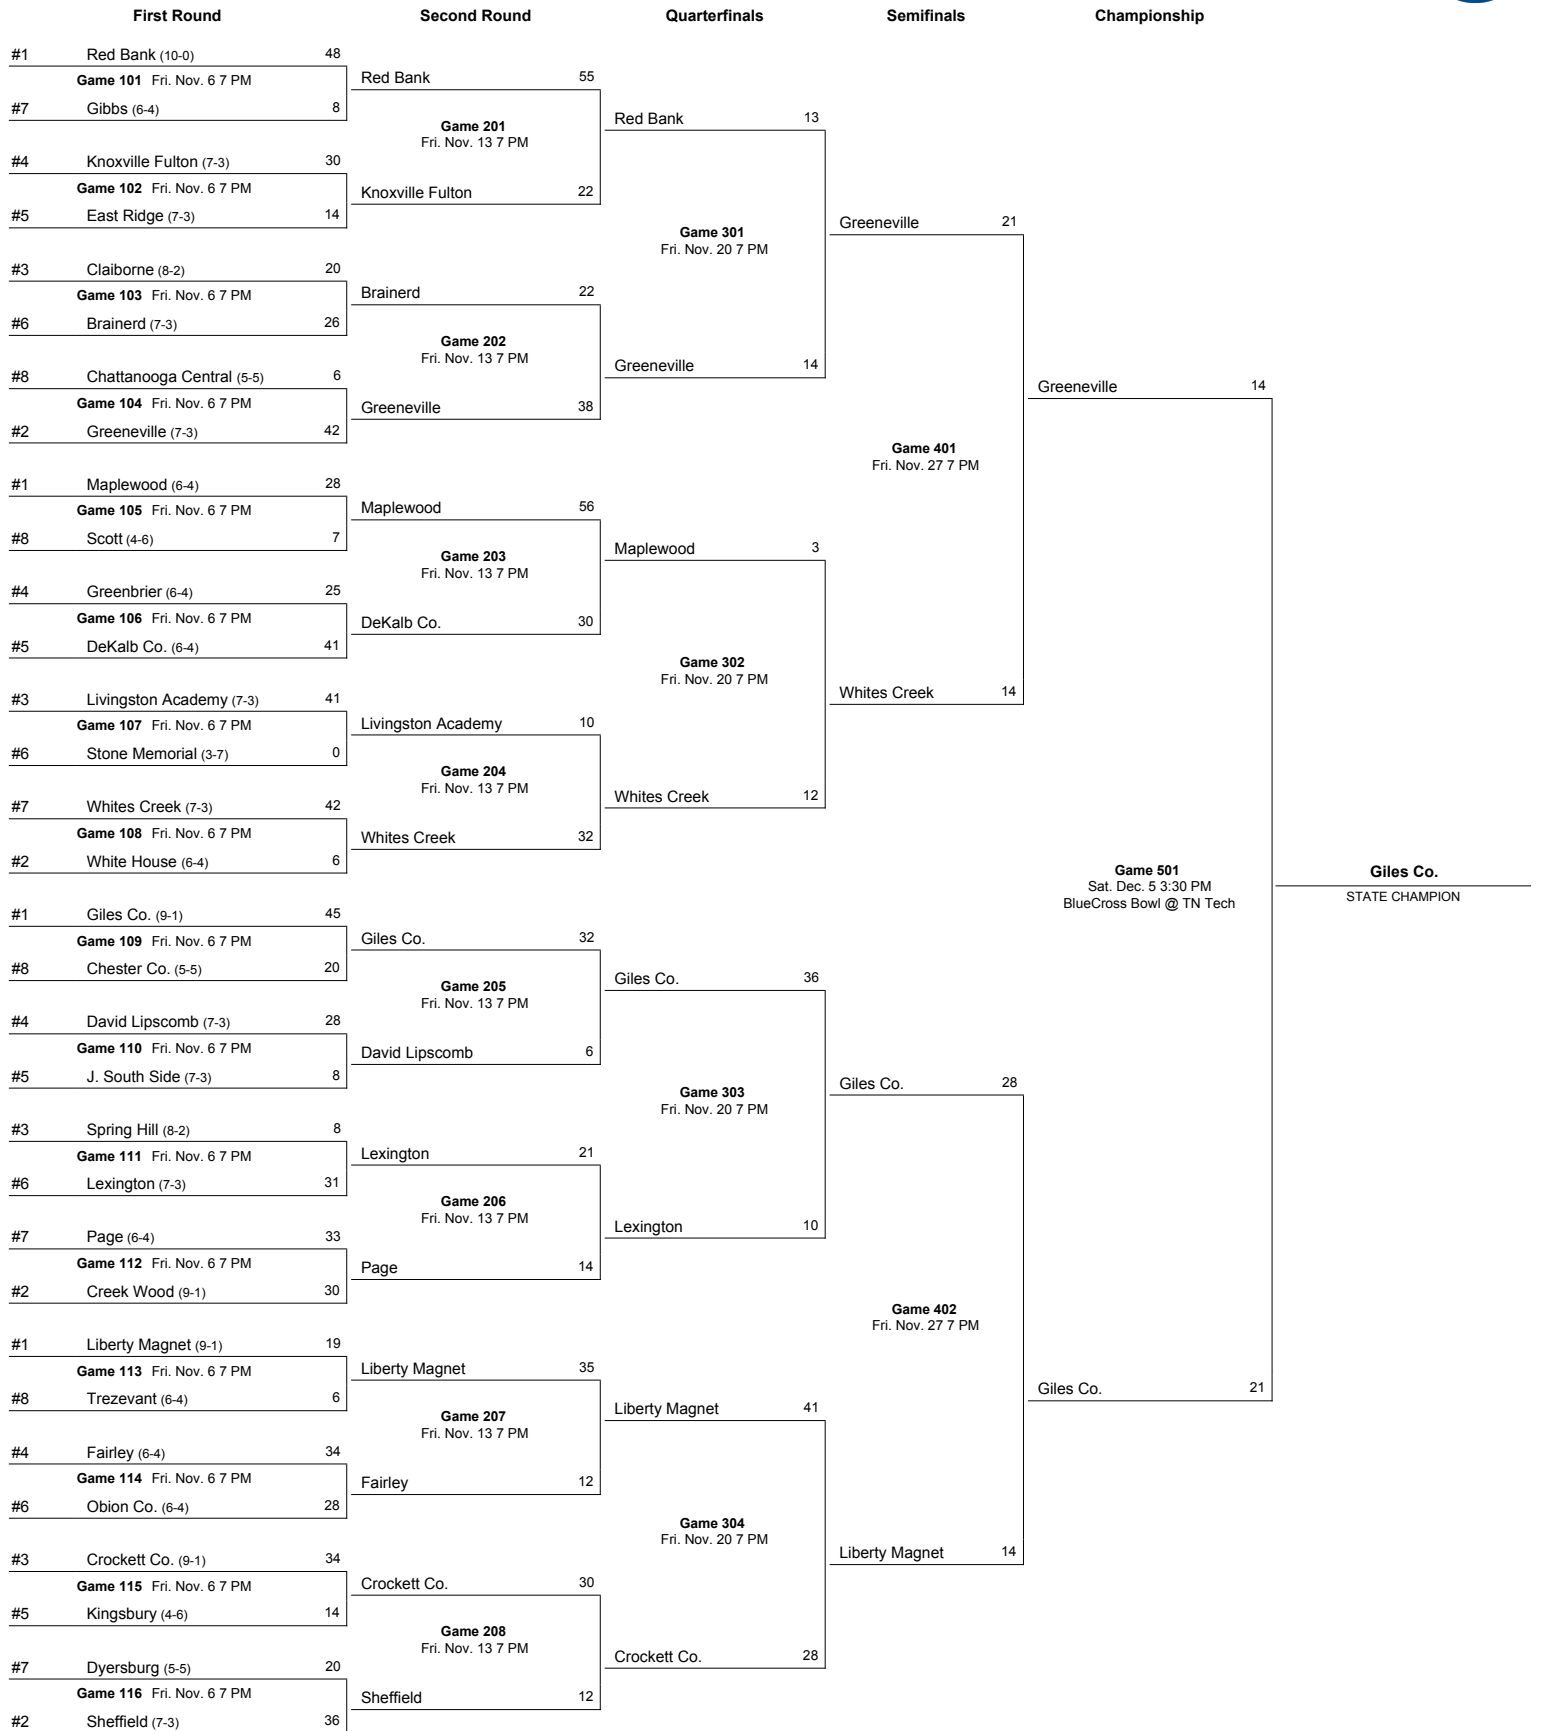 First Round
Second Round
Quarterfinals
Semifinals
Championship
#1 Red Bank (10-0) 48
Game 101 Fri. Nov. 6 7 PM
#7 Gibbs (6-4) 8
#4 Knoxville Fulton (7-3) 30
Game 102 Fri. Nov. 6 7 PM
#5 East Ridge (7-3) 14
#3 Claiborne (8-2) 20
Game 103 Fri. Nov. 6 7 PM
#6 Brainerd (7-3) 26
#8 Chattanooga Central (5-5) 6
Game 104 Fri. Nov. 6 7 PM
#2 Greeneville (7-3) 42
#1 Maplewood (6-4) 28
Game 105 Fri. Nov. 6 7 PM
#8 Scott (4-6) 7
#4 Greenbrier (6-4) 25
Game 106 Fri. Nov. 6 7 PM
#5 DeKalb Co. (6-4) 41
#3 Livingston Academy (7-3) 41
Game 107 Fri. Nov. 6 7 PM
#6 Stone Memorial (3-7) 0
#7 Whites Creek (7-3) 42
Game 108 Fri. Nov. 6 7 PM
#2 White House (6-4) 6
#1 Giles Co. (9-1) 45
Game 109 Fri. Nov. 6 7 PM
#8 Chester Co. (5-5) 20
#4 David Lipscomb (7-3) 28
Game 110 Fri. Nov. 6 7 PM
#5 J. South Side (7-3) 8
#3 Spring Hill (8-2) 8
Game 111 Fri. Nov. 6 7 PM
#6 Lexington (7-3) 31
#7 Page (6-4) 33
Game 112 Fri. Nov. 6 7 PM
#2 Creek Wood (9-1) 30
#1 Liberty Magnet (9-1) 19
Game 113 Fri. Nov. 6 7 PM
#8 Trezevant (6-4) 6
#4 Fairley (6-4) 34
Game 114 Fri. Nov. 6 7 PM
#6 Obion Co. (6-4) 28
#3 Crockett Co. (9-1) 34
Game 115 Fri. Nov. 6 7 PM
#5 Kingsbury (4-6) 14
#7 Dyersburg (5-5) 20
Game 116 Fri. Nov. 6 7 PM
#2 Sheffield (7-3) 36
Red Bank 55
Game 201
Fri. Nov. 13 7 PM
Knoxville Fulton 22
Brainerd 22
Game 202
Fri. Nov. 13 7 PM
Greeneville 38
Maplewood 56
Game 203
Fri. Nov. 13 7 PM
DeKalb Co. 30
Livingston Academy 10
Game 204
Fri. Nov. 13 7 PM
Whites Creek 32
Giles Co. 32
Game 205
Fri. Nov. 13 7 PM
David Lipscomb 6
Lexington 21
Game 206
Fri. Nov. 13 7 PM
Page 14
Liberty Magnet 35
Game 207
Fri. Nov. 13 7 PM
Fairley 12
Crockett Co. 30
Game 208
Fri. Nov. 13 7 PM
Sheffield 12
Red Bank 13
Game 301
Fri. Nov. 20 7 PM
Greeneville 14
Maplewood 3
Game 302
Fri. Nov. 20 7 PM
Whites Creek 12
Giles Co. 36
Game 303
Fri. Nov. 20 7 PM
Lexington 10
Liberty Magnet 41
Game 304
Fri. Nov. 20 7 PM
Crockett Co. 28
Greeneville 21
Game 401
Fri. Nov. 27 7 PM
Whites Creek 14
Giles Co. 28
Game 402
Fri. Nov. 27 7 PM
Liberty Magnet 14
Greeneville 14
Game 501
Sat. Dec. 5 3:30 PM
BlueCross Bowl @ TN Tech
Giles Co. 21
Giles Co.
STATE CHAMPION